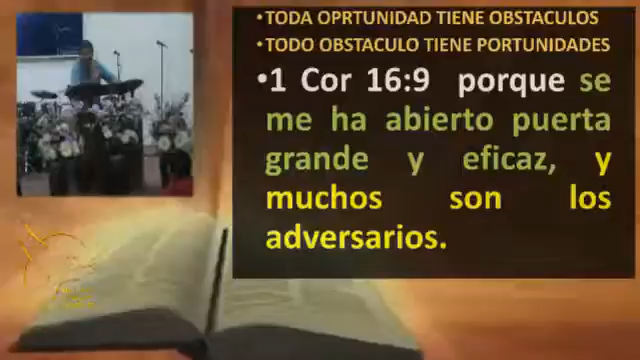 •TODA OPRTUNIDAD TIENE OBSTACULOS
•TODO OBSTACULO TIENE PORTUNIDADES
•1 Cor 16:9 porque se
me ha abierto puerta
grande y eficaz, y
muchos son los
adversarios.